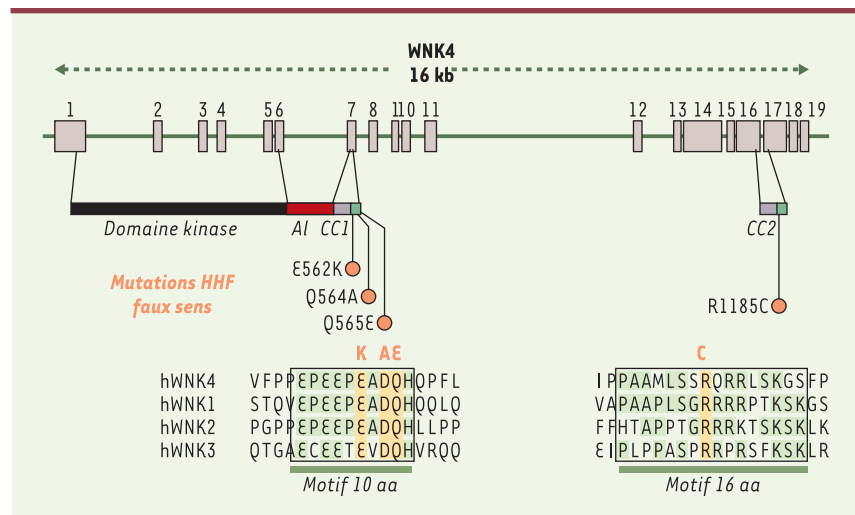 WNK4
16 kb
1 2 3 4 5 6 7 8 9 10 11 12 13 14 15 16 17 18 19
Domaine kinase AI CC1 CC2
E562K
Mutations HHF
faux sens
Q564A
Q565E
R1185C
K A E C
hWNK4 VFPPEPEEPEADQHQPFL IPPAAMLSSRQRRLSKGSFP
hWNK1 STQVEPEEPEADQHQQLQ VAPAAPLSGRRRRPTKSKGS
hWNK2 PGPPEPEEPEADQHLLPP FFHTAPPTGRRRKTSKSKLK
hWNK3 QTGAECEETEVDQHVRQQ EIPLPPASPRRPRSFKSKLR
Motif 10 aa Motif 16 aa